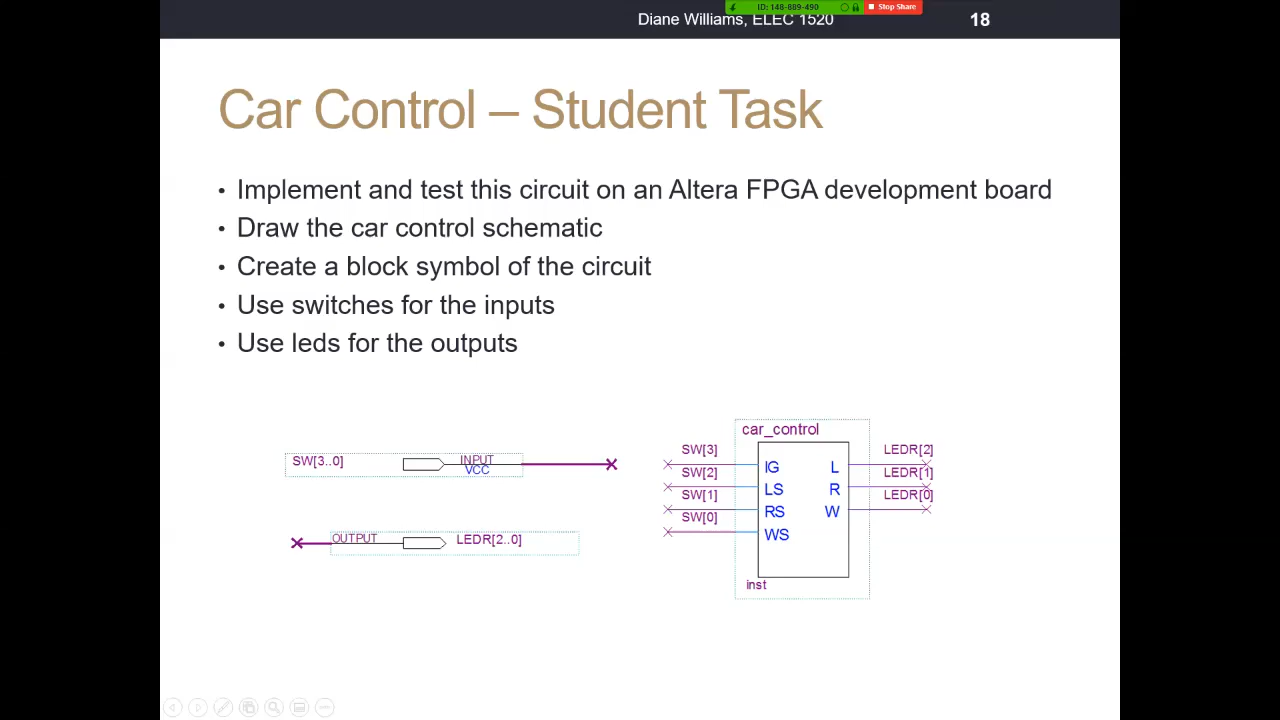 Diane Williams, ELEC 1520
ID: 148-889-490
Stop Share
18
Car Control – Student Task
• Implement and test this circuit on an Altera FPGA development board
• Draw the car control schematic
• Create a block symbol of the circuit
• Use switches for the inputs
• Use leds for the outputs
SW[3..0]
INPUT
VCC
OUTPUT
LEDR[2..0]
car_control
SW[3]
IG
L
LEDR[2]
SW[2]
LS
R
LEDR[1]
SW[1]
RS
W
LEDR[0]
SW[0]
WS
inst